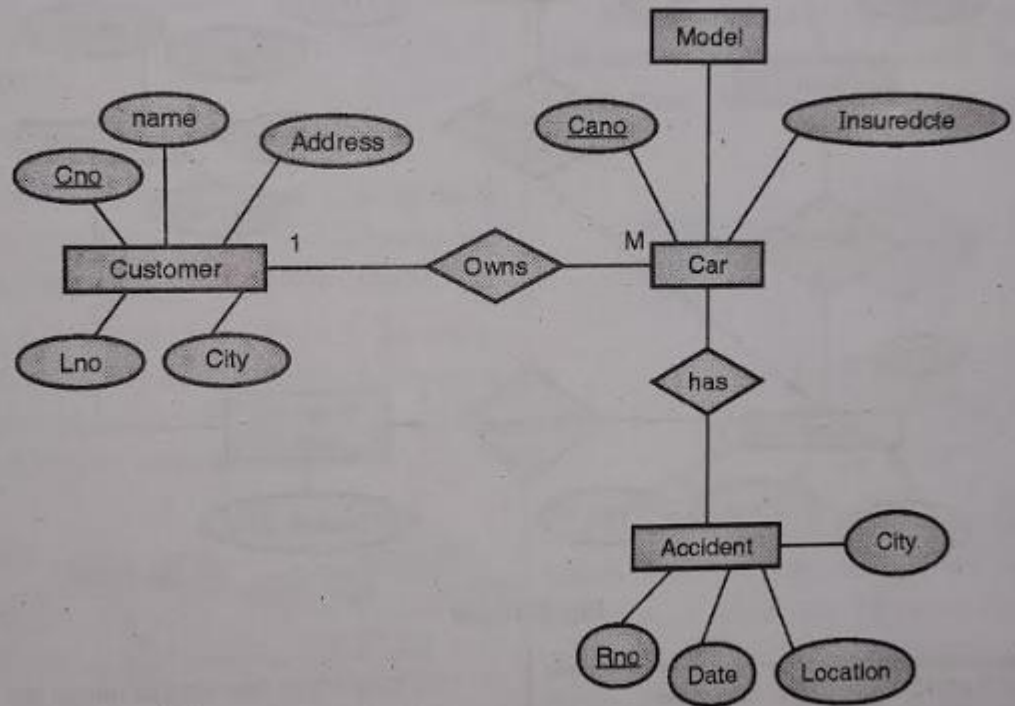 Model
name
Cano
Insuredcte
Address
Cno
1
M
Customer
Owns
Car
Lno
City
has
Accident
City
Rno
Date
Location